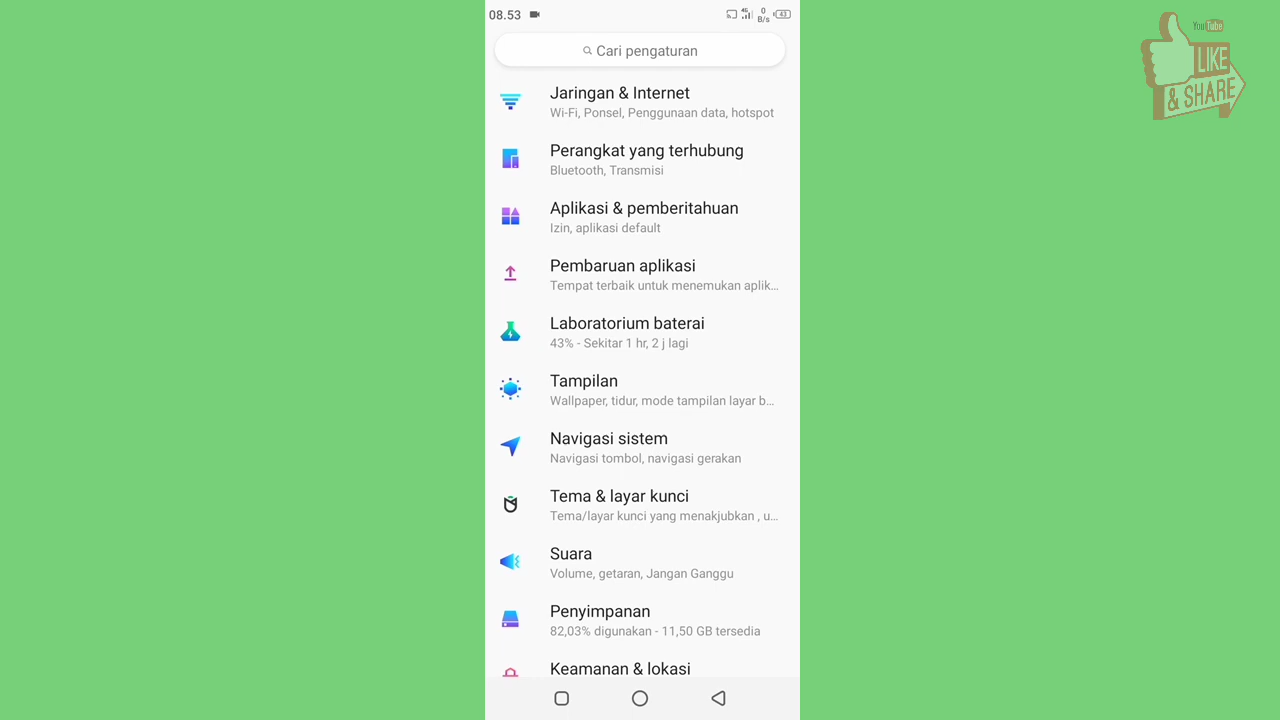 08.53
4G
0
B/s
43
YouTube
LIKE
& SHARE
Cari pengaturan
Jaringan & Internet
Wi-Fi, Ponsel, Penggunaan data, hotspot
Perangkat yang terhubung
Bluetooth, Transmisi
Aplikasi & pemberitahuan
Izin, aplikasi default
Pembaruan aplikasi
Tempat terbaik untuk menemukan aplik...
Laboratorium baterai
43% - Sekitar 1 hr, 2 j lagi
Tampilan
Wallpaper, tidur, mode tampilan layar b...
Navigasi sistem
Navigasi tombol, navigasi gerakan
Tema & layar kunci
Tema/layar kunci yang menakjubkan , u...
Suara
Volume, getaran, Jangan Ganggu
Penyimpanan
82,03% digunakan - 11,50 GB tersedia
Keamanan & lokasi